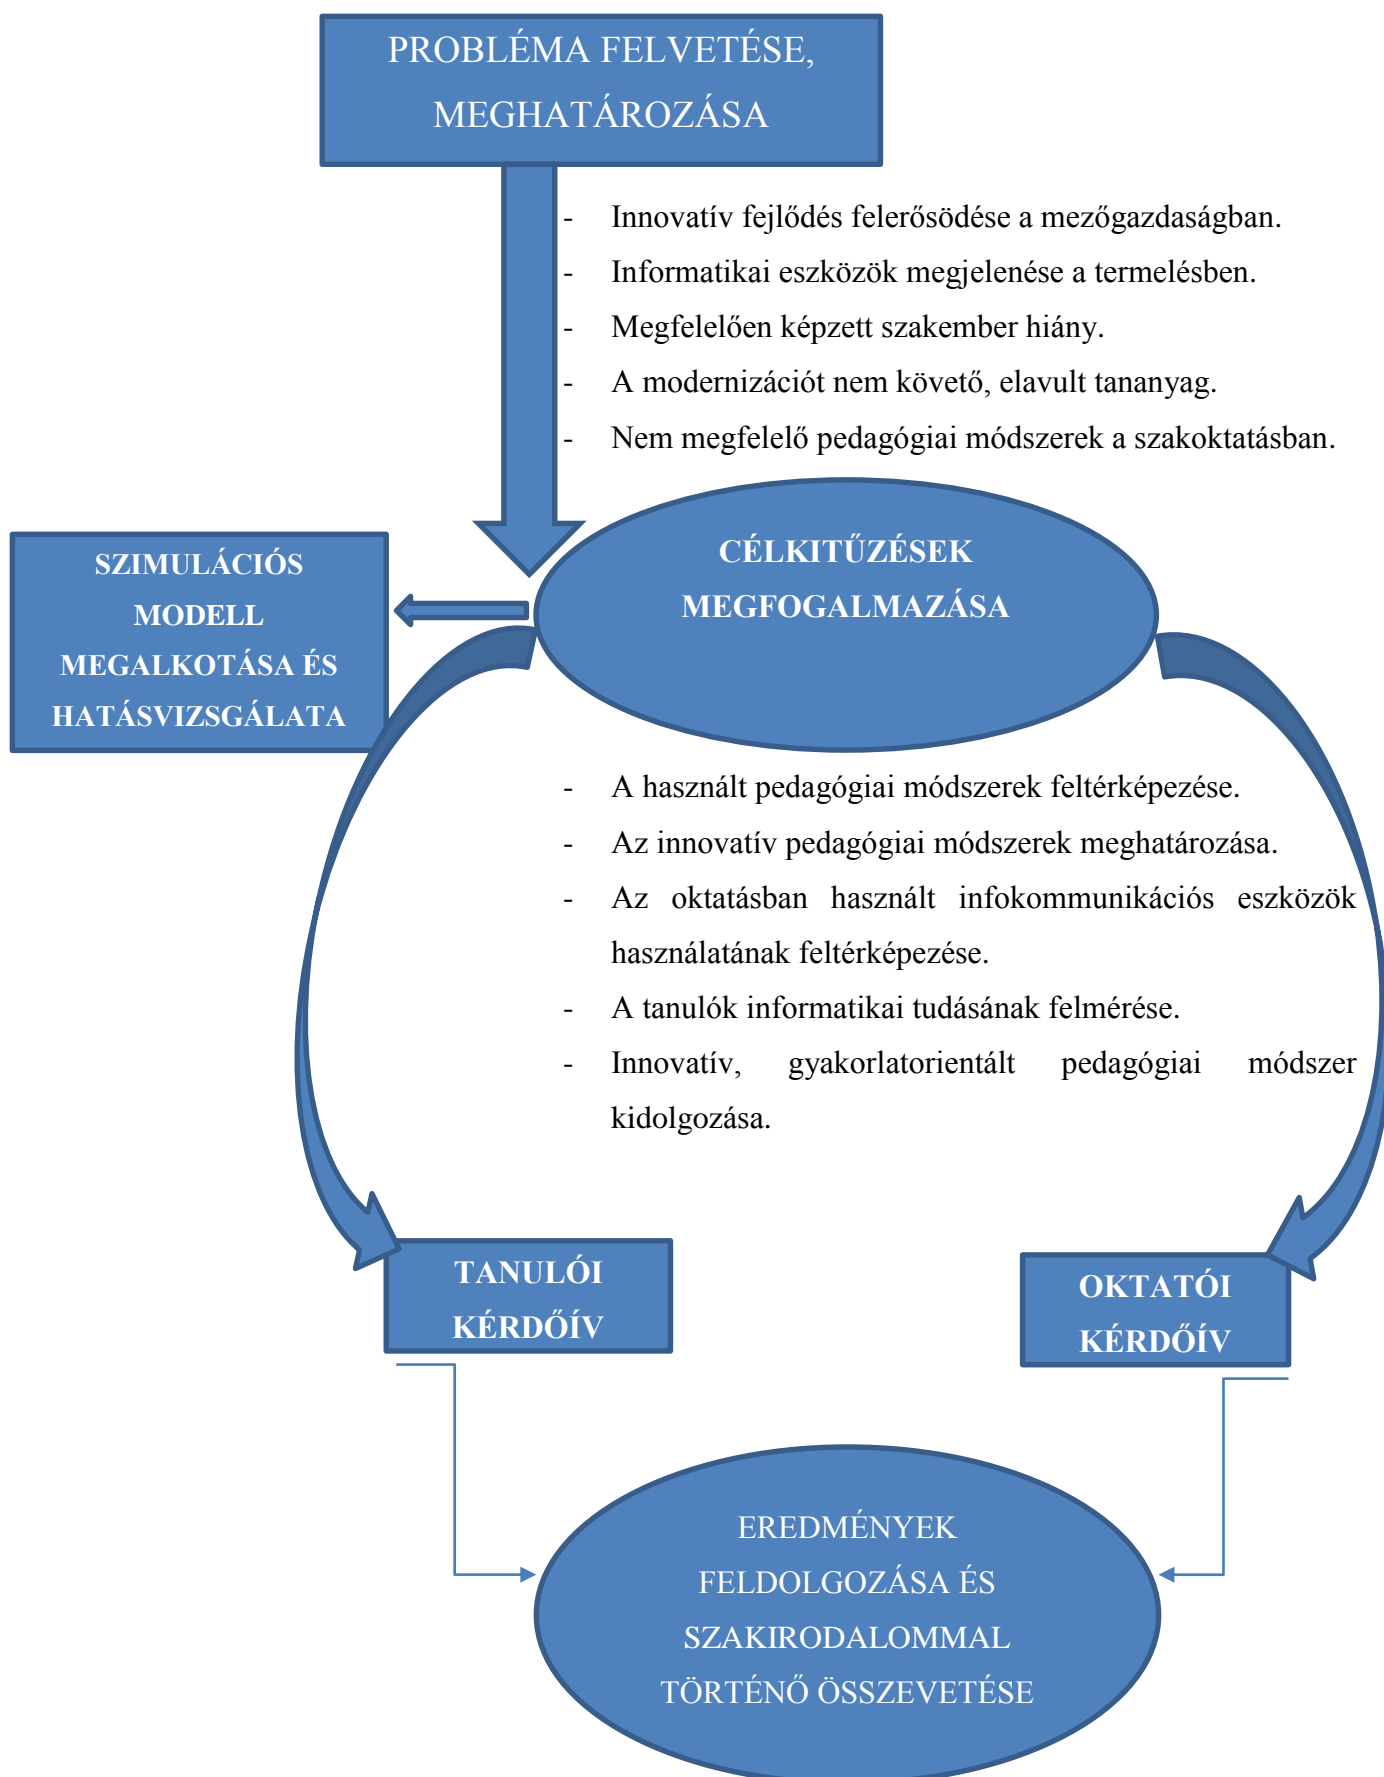 PROBLÉMA FELVETÉSE,
MEGHATÁROZÁSA
- Innovatív fejlődés felerősödése a mezőgazdaságban.
- Informatikai eszközök megjelenése a termelésben.
- Megfelelően képzett szakember hiány.
- A modernizációt nem követő, elavult tananyag.
- Nem megfelelő pedagógiai módszerek a szakoktatásban.
CÉLKITŰZÉSEK
MEGFOGALMAZÁSA
SZIMULÁCIÓS
MODELL
MEGALKOTÁSA ÉS
HATÁSVIZSGÁLATA
- A használt pedagógiai módszerek feltérképezése.
- Az innovatív pedagógiai módszerek meghatározása.
- Az oktatásban használt infokommunikációs eszközök
használatának feltérképezése.
- A tanulók informatikai tudásának felmérése.
- Innovatív, gyakorlatorientált pedagógiai módszer
kidolgozása.
TANULÓI
KÉRDŐÍV
OKTATÓI
KÉRDŐÍV
EREDMÉNYEK
FELDOLGOZÁSA ÉS
SZAKIRODALOMMAL
TÖRTÉNŐ ÖSSZEVETÉSE